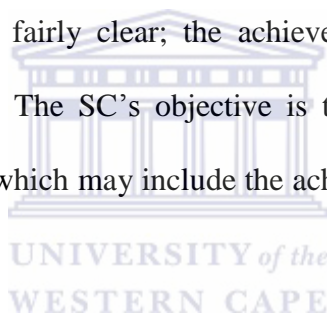 fairly clear; the achieve
The SC's objective is t
which may include the ach
UNIVERSITY of the
WESTERN CAPE